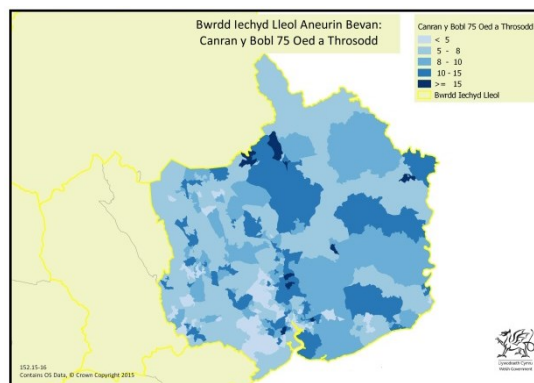 Bwrdd Iechyd Lleol Aneurin Bevan:
Canran y Bobl 75 Oed a Throsodd
Canran y Bobl 75 Oed a Throsodd
< 5
5 - 8
8 - 10
10 - 15
>= 15
Bwrdd Iechyd Lleol
152.15-16
Contains OS Data, © Crown Copyright 2015
Llywodraeth Cymru
Welsh Government